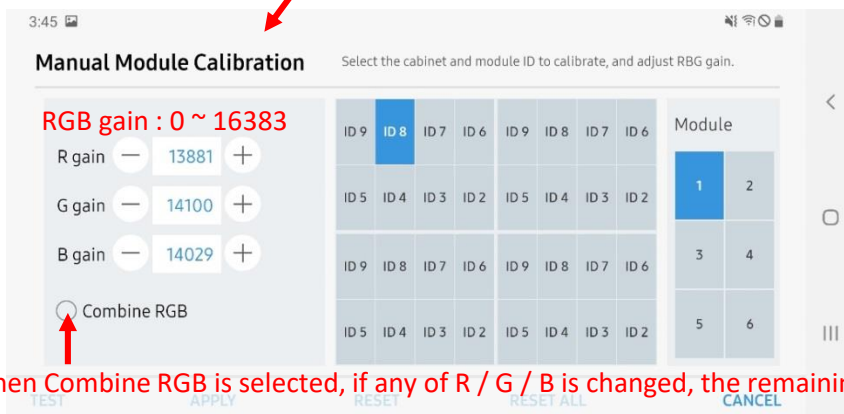 3:45
Manual Module Calibration
Select the cabinet and module ID to calibrate, and adjust RBG gain.
RGB gain : 0 ~ 16383
R gain — 13881 +
G gain — 14100 +
B gain — 14029 +
Combine RGB
ID 9 ID 8 ID 7 ID 6 ID 9 ID 8 ID 7 ID 6
ID 5 ID 4 ID 3 ID 2 ID 5 ID 4 ID 3 ID 2
ID 9 ID 8 ID 7 ID 6 ID 9 ID 8 ID 7 ID 6
ID 5 ID 4 ID 3 ID 2 ID 5 ID 4 ID 3 ID 2
Module
1 2
3 4
5 6
Combine RGB is selected, if any of R / G / B is changed, the
TEST APPLY RESET RESET ALL CANCEL